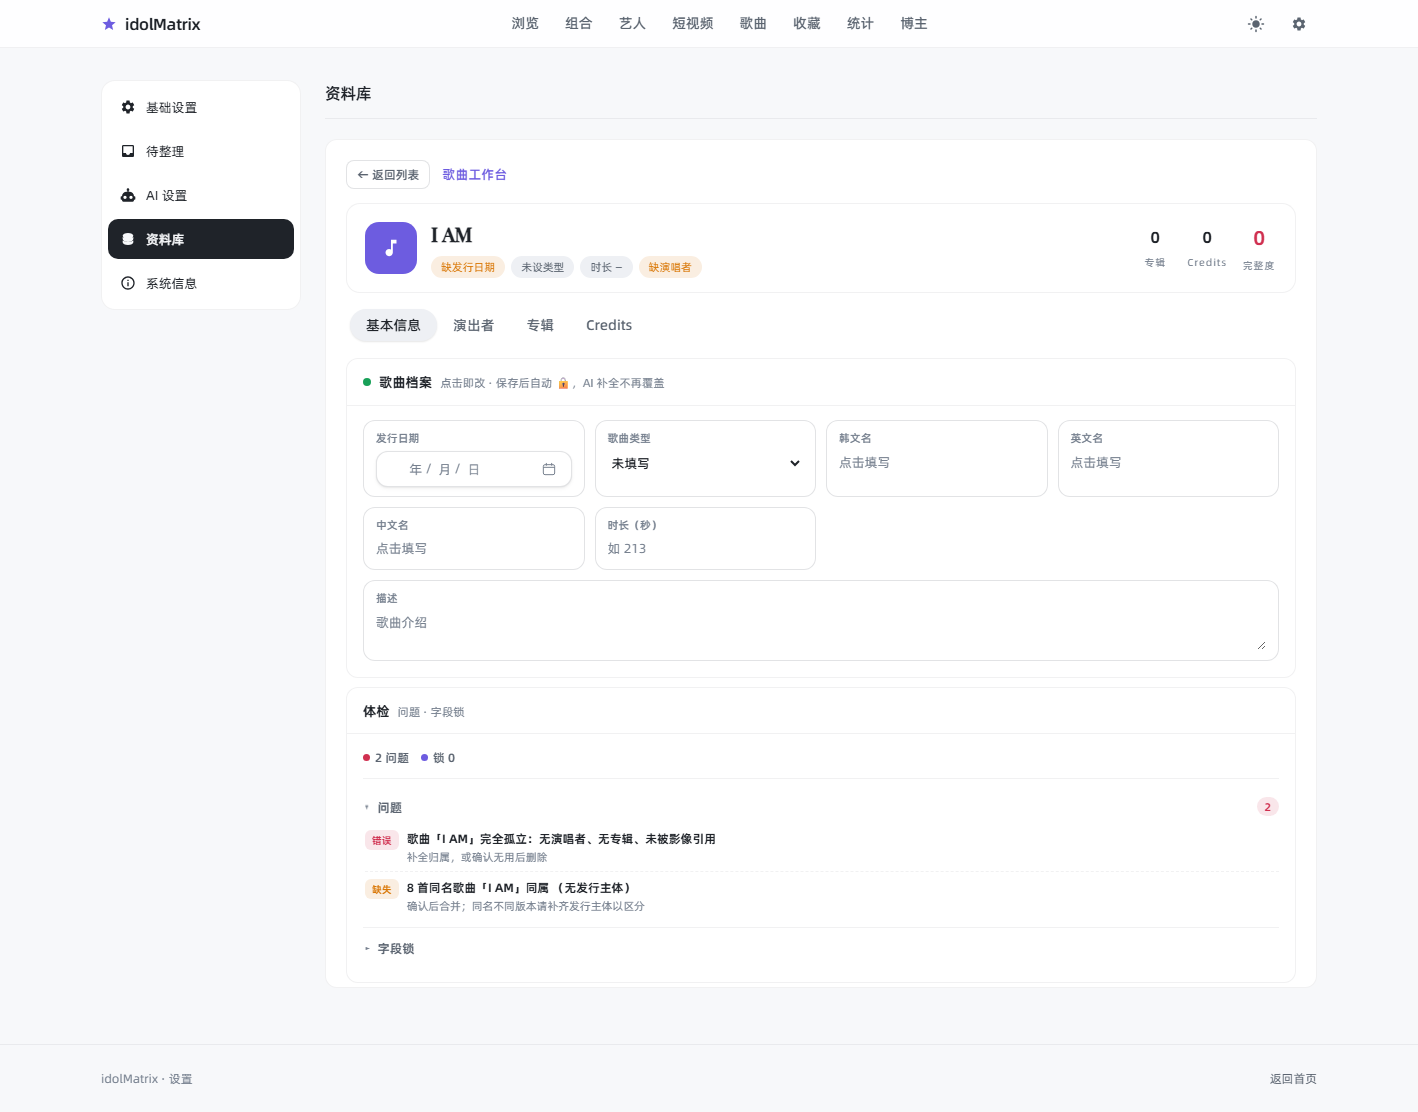 idolMatrix
浏览 组合 艺人 短视频 歌曲 收藏 统计 博主
基础设置
待整理
AI 设置
资料库
系统信息
资料库
← 返回列表 歌曲工作台
I AM
缺发行日期 未设类型 时长 – 缺演唱者
0 专辑
0 Credits
0 完整度
基本信息 演出者 专辑 Credits
歌曲档案 点击即改 · 保存后自动 🔒，AI 补全不再覆盖
发行日期
年 / 月 / 日
歌曲类型
未填写
韩文名
点击填写
英文名
点击填写
中文名
点击填写
时长（秒）
如 213
描述
歌曲介绍
体检 问题 · 字段锁
2 问题 锁 0
问题 2
错误 歌曲「I AM」完全孤立：无演唱者、无专辑、未被影像引用
补全归属，或确认无用后删除
缺失 8 首同名歌曲「I AM」同属 （无发行主体）
确认后合并；同名不同版本请补齐发行主体以区分
字段锁
idolMatrix · 设置 返回首页